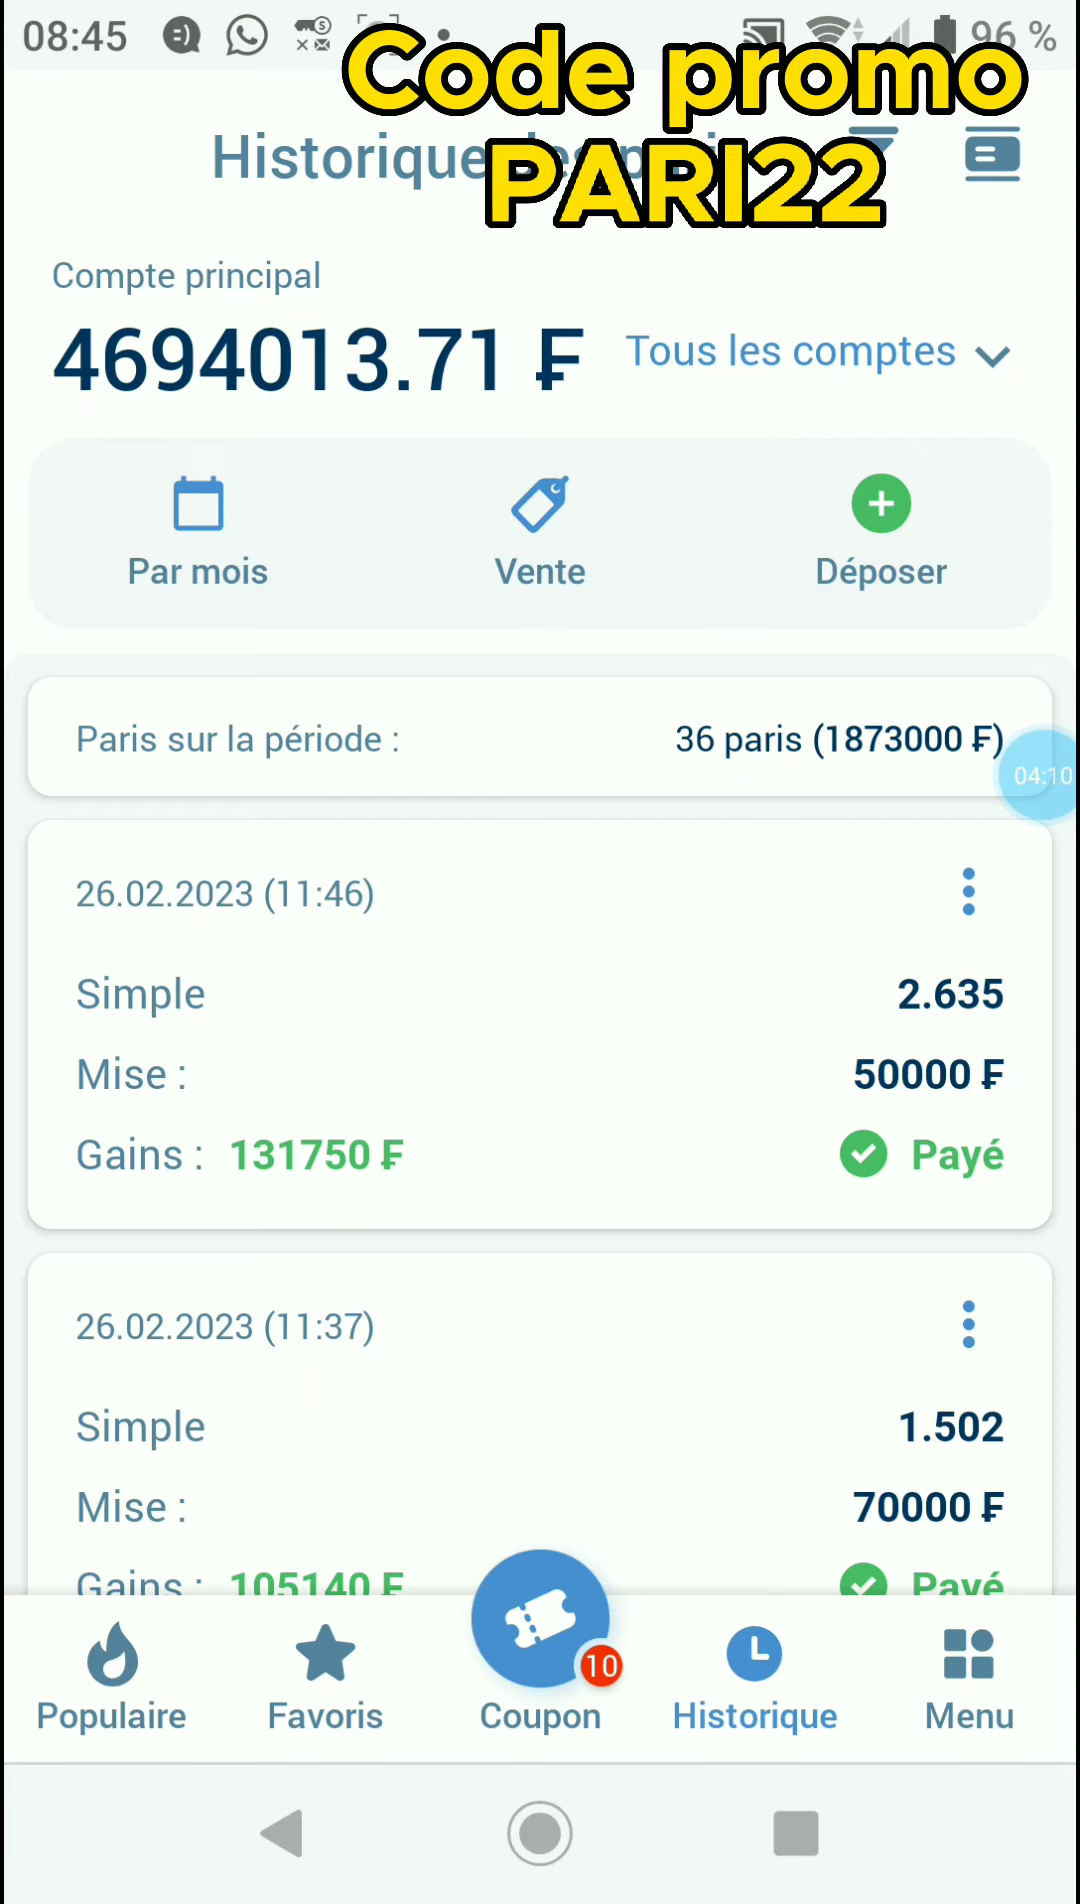 08:45
96 %
Code promo
PARI22
Historique
Compte principal
4694013.71 ₣
Tous les comptes
Par mois
Vente
Déposer
Paris sur la période :
36 paris (1873000 ₣)
04:10
26.02.2023 (11:46)
Simple
2.635
Mise :
50000 ₣
Gains : 131750 ₣
Payé
26.02.2023 (11:37)
Simple
1.502
Mise :
70000 ₣
Gains : 105140 ₣
Payé
10
Populaire
Favoris
Coupon
Historique
Menu